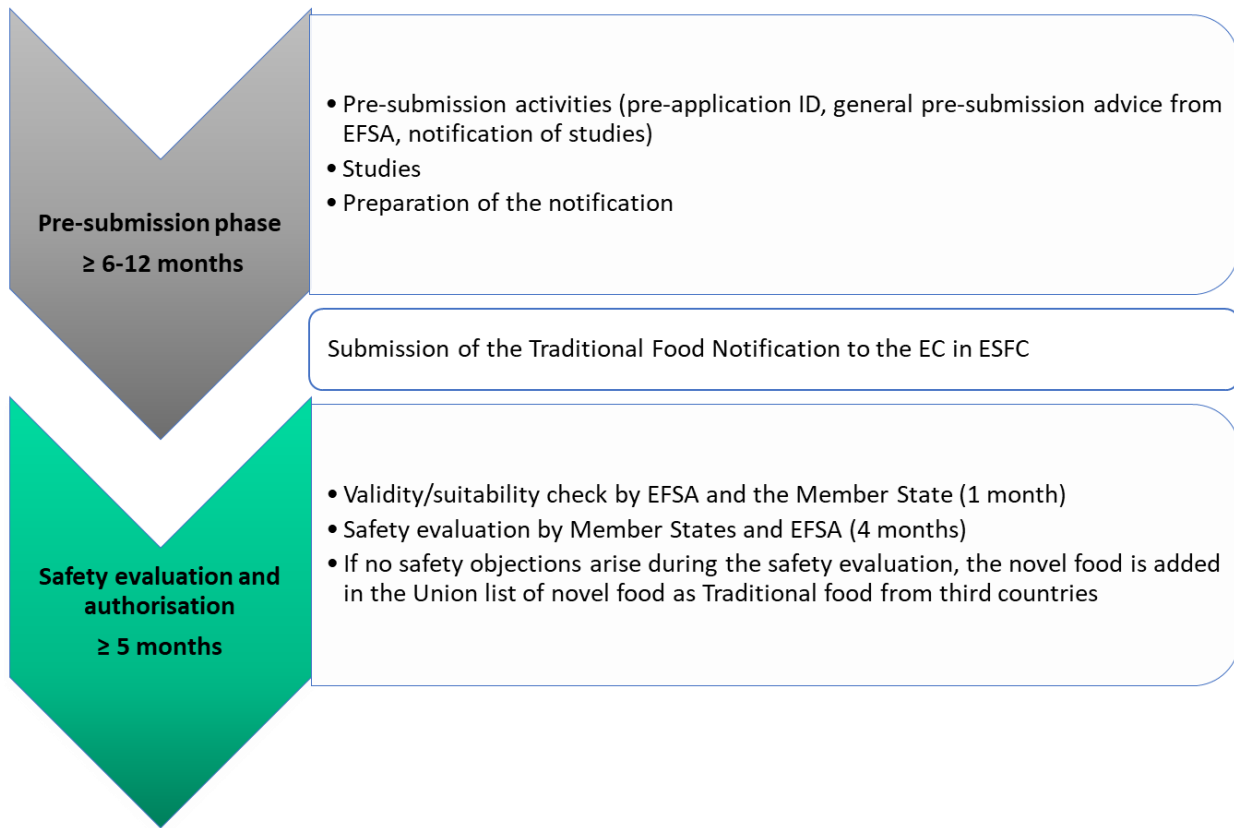 Pre-submission phase
≥ 6-12 months
• Pre-submission activities (pre-application ID, general pre-submission advice from
EFSA, notification of studies)
• Studies
• Preparation of the notification
Submission of the Traditional Food Notification to the EC in ESFC
Safety evaluation and
authorisation
≥ 5 months
• Validity/suitability check by EFSA and the Member State (1 month)
• Safety evaluation by Member States and EFSA (4 months)
• If no safety objections arise during the safety evaluation, the novel food is added
in the Union list of novel food as Traditional food from third countries